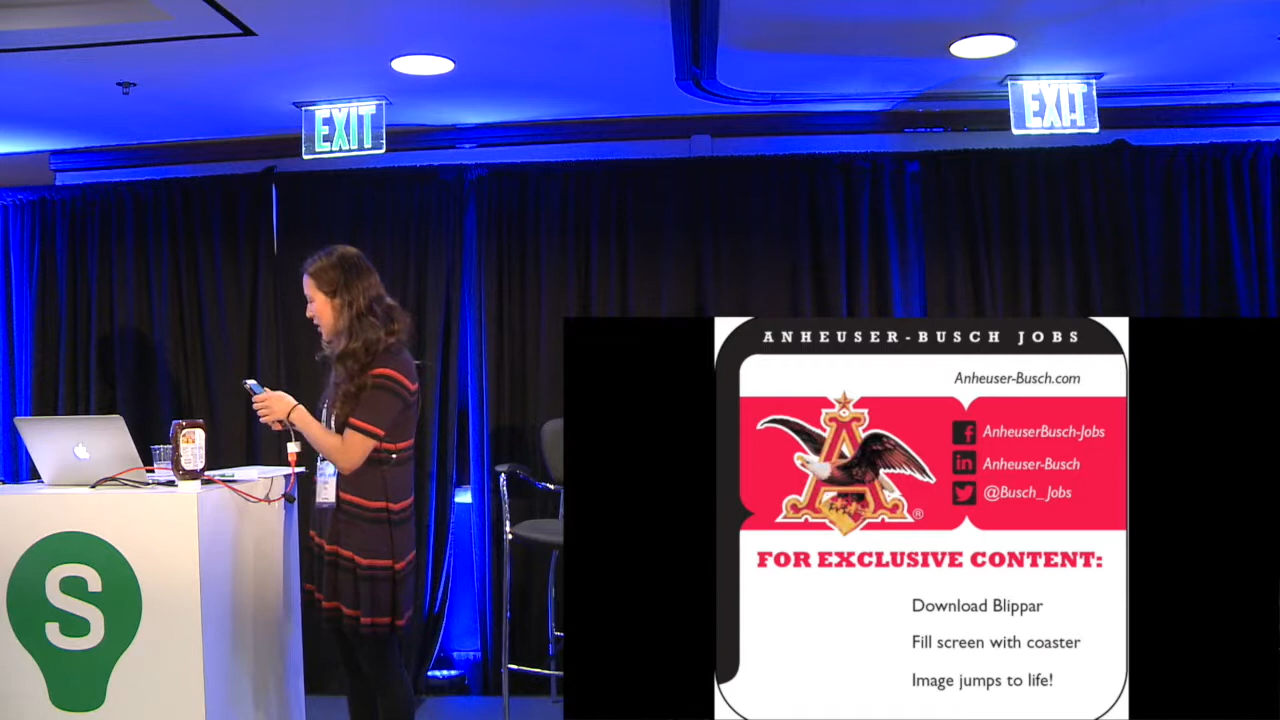 EXIT
EXIT
ANHEUSER-BUSCH JOBS
Anheuser-Busch.com
AnheuserBusch-Jobs
in Anheuser-Busch
@Busch_Jobs
A
®
FOR EXCLUSIVE CONTENT:
Download Blippar
Fill screen with coaster
Image jumps to life!
S